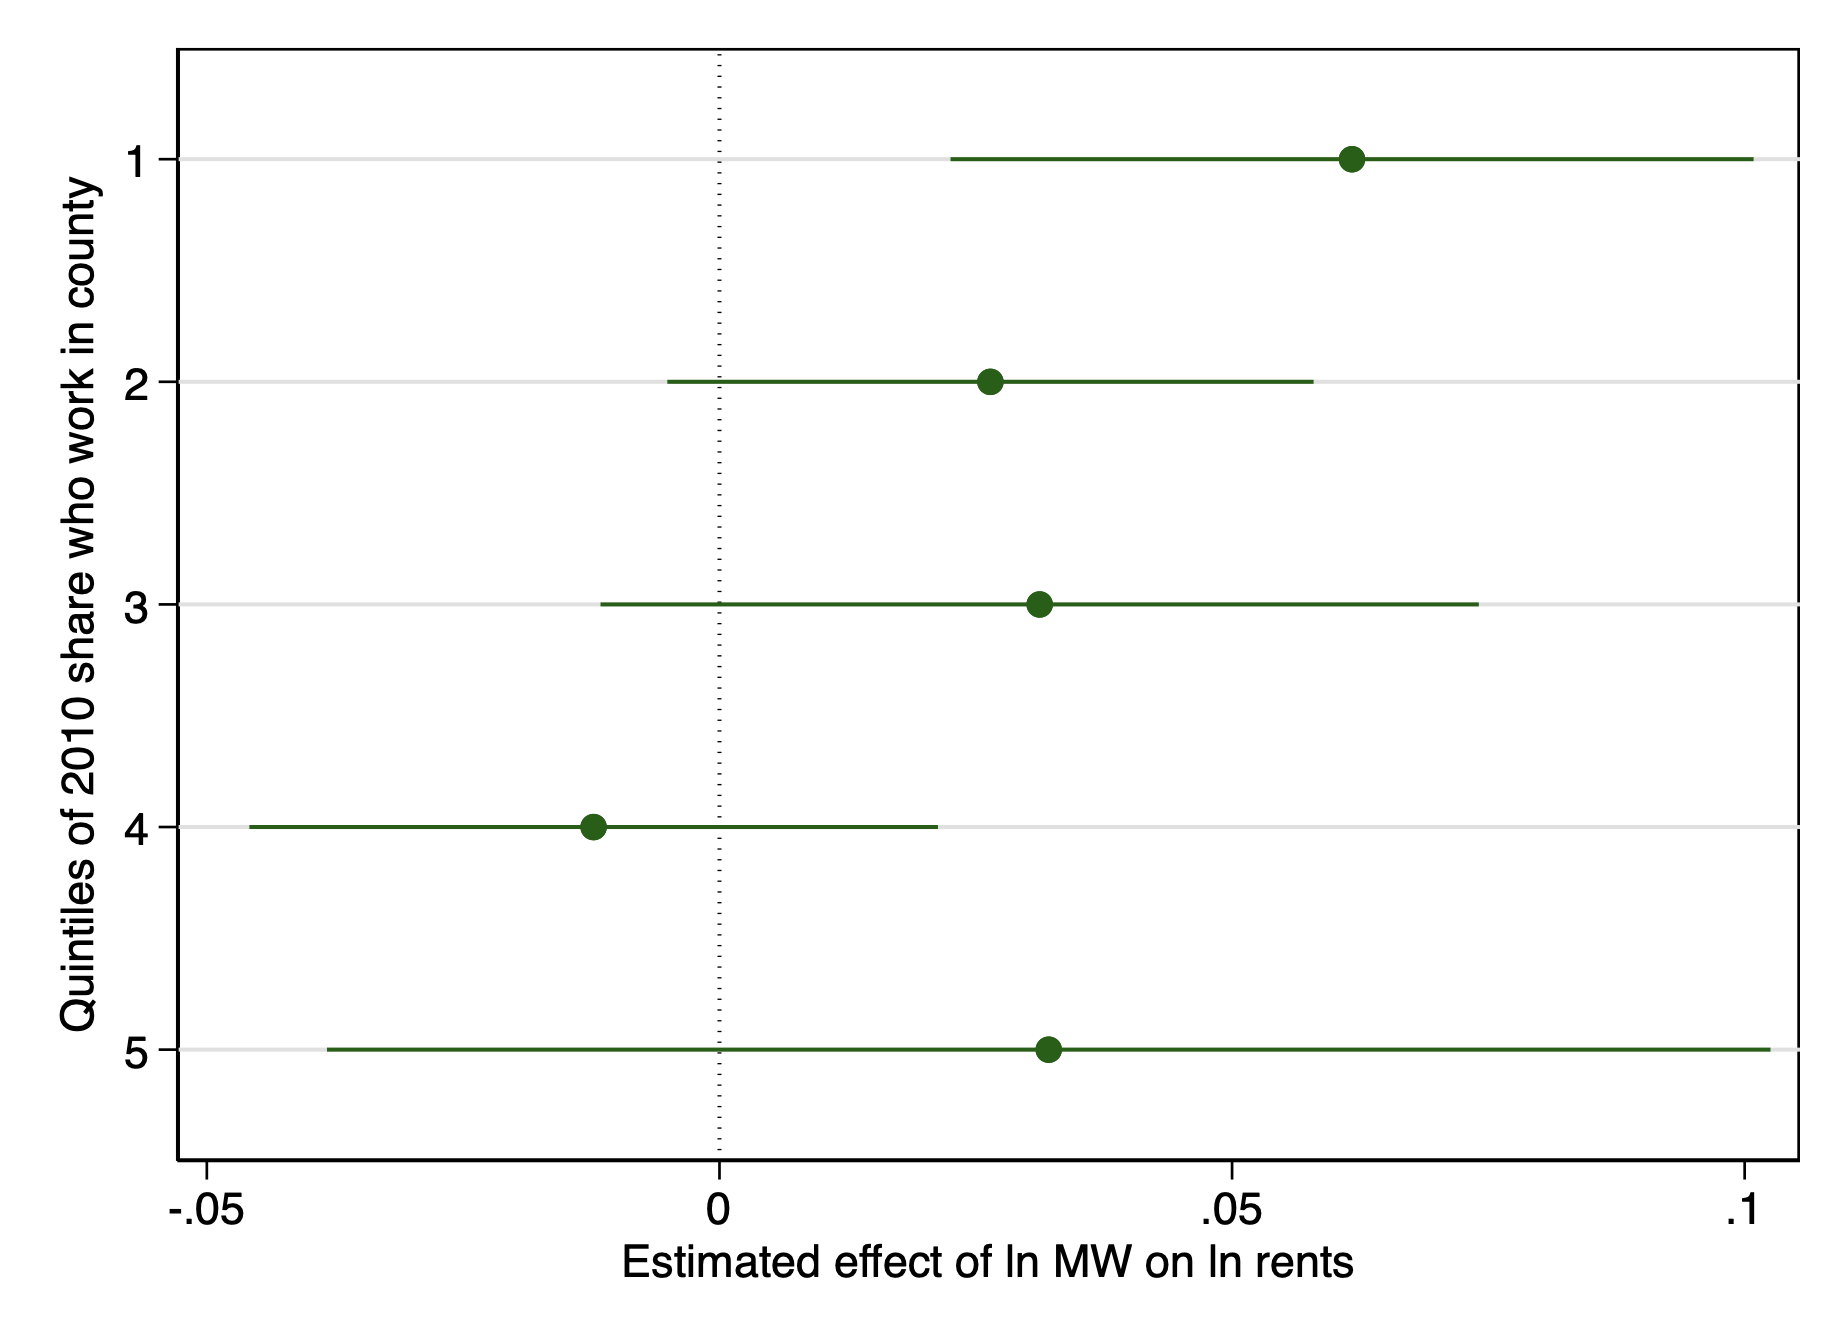 Quintiles of 2010 share who work in county
1
2
3
4
5
-.05 0 .05 .1
Estimated effect of ln MW on ln rents